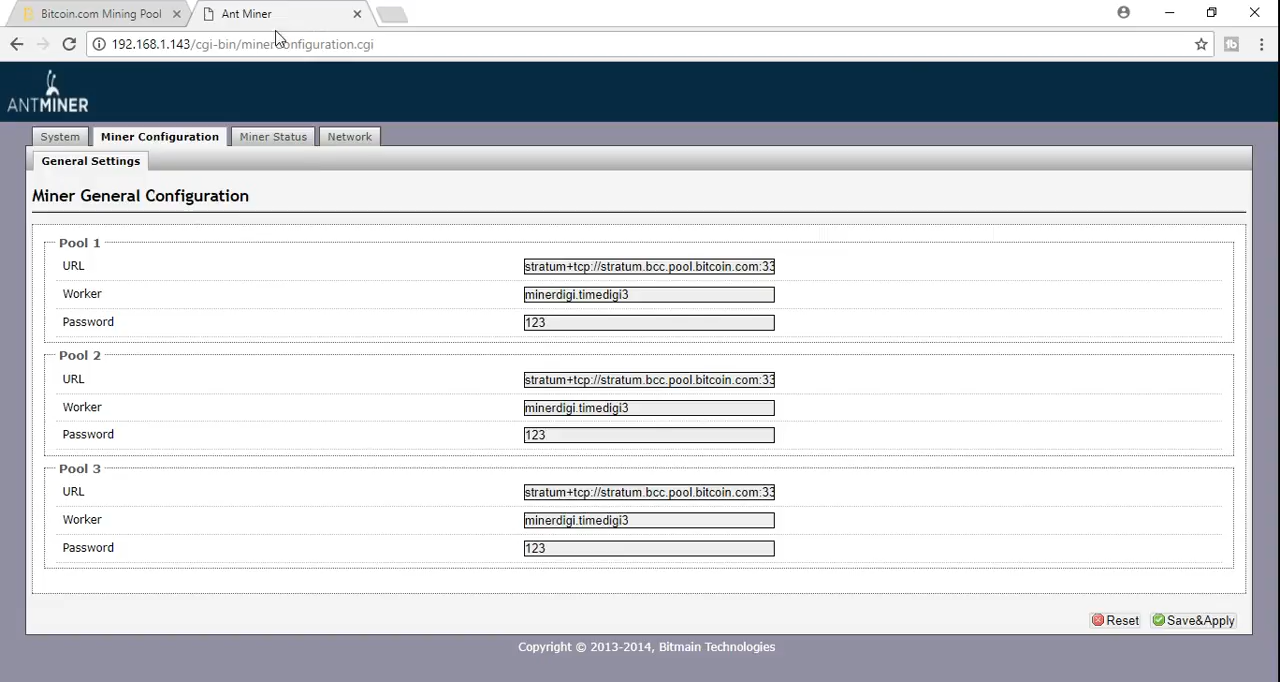 Bitcoin.com Mining Pool
Ant Miner
192.168.1.143/cgi-bin/minerConfiguration.cgi
ANTMINER
System
Miner Configuration
Miner Status
Network
General Settings
Miner General Configuration
Pool 1
URL
stratum+tcp://stratum.bcc.pool.bitcoin.com:33
Worker
minerdigi.timedigi3
Password
123
Pool 2
URL
stratum+tcp://stratum.bcc.pool.bitcoin.com:33
Worker
minerdigi.timedigi3
Password
123
Pool 3
URL
stratum+tcp://stratum.bcc.pool.bitcoin.com:33
Worker
minerdigi.timedigi3
Password
123
Reset
Save&Apply
Copyright © 2013-2014, Bitmain Technologies